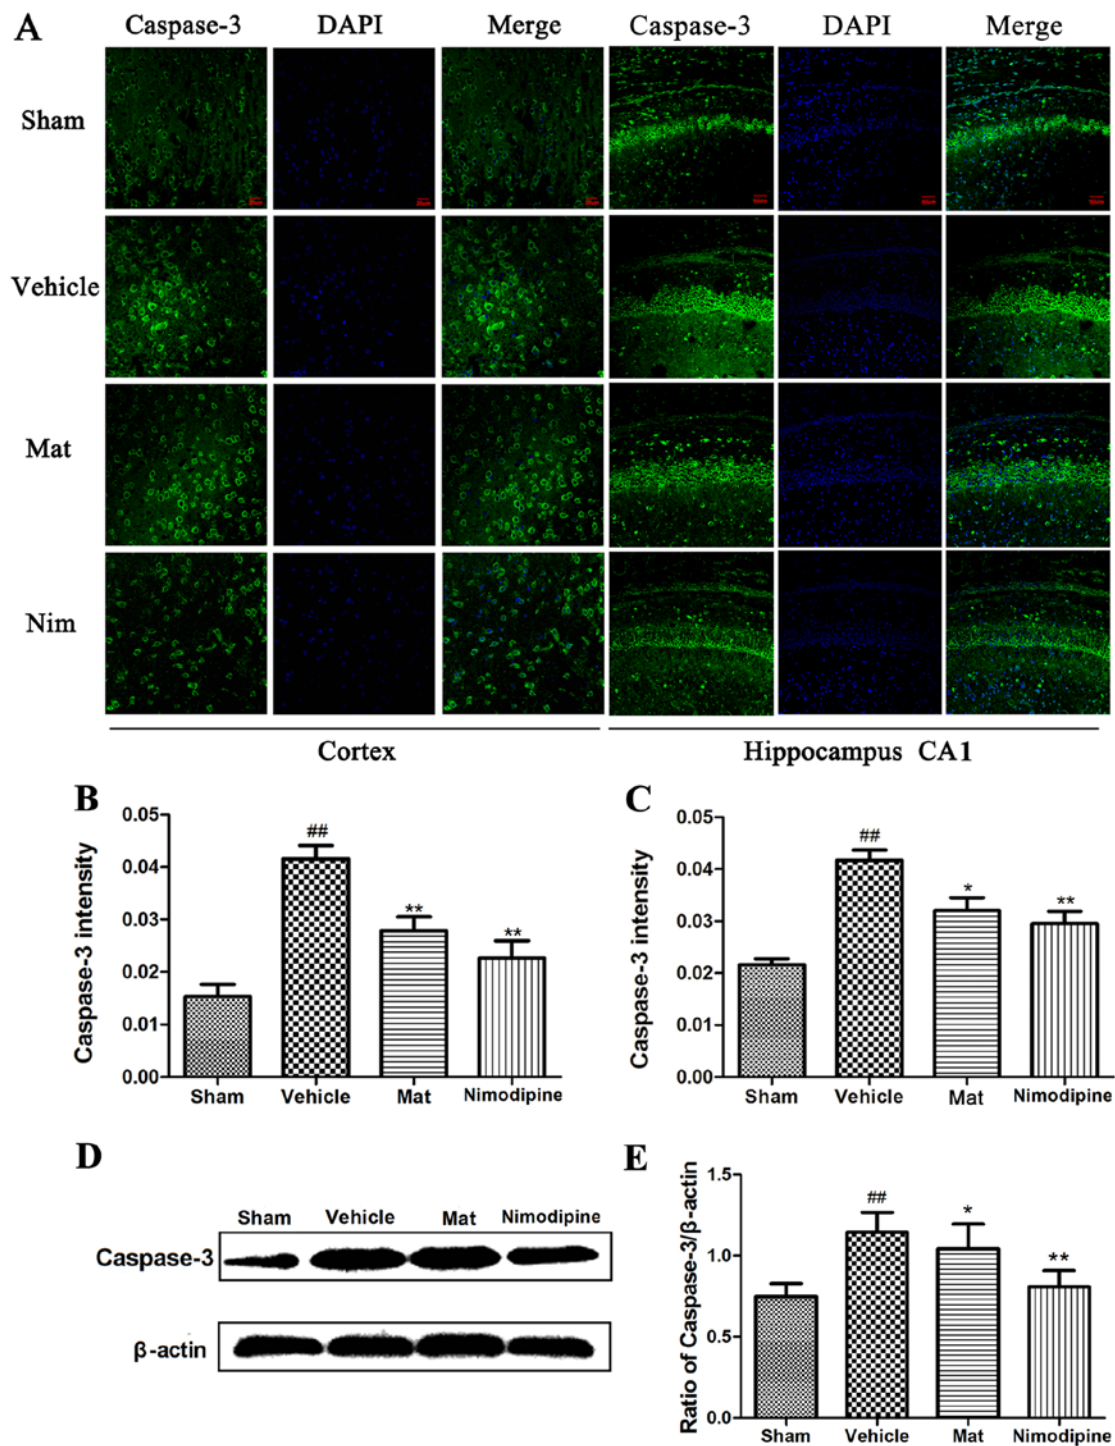 A Caspase-3 DAPI Merge Caspase-3 DAPI Merge
Sham
Vehicle
Mat
Nim
Cortex Hippocampus CA1
B
Caspase-3 intensity
0.05
0.04
0.03
0.02
0.01
0.00
##
**
**
Sham Vehicle Mat Nimodipine
C
Caspase-3 intensity
0.05
0.04
0.03
0.02
0.01
0.00
##
*
**
Sham Vehicle Mat Nimodipine
D
Sham Vehicle Mat Nimodipine
Caspase-3
β-actin
E
Ratio of Caspase-3/β-actin
1.5
1.0
0.5
0.0
##
*
**
Sham Vehicle Mat Nimodipine